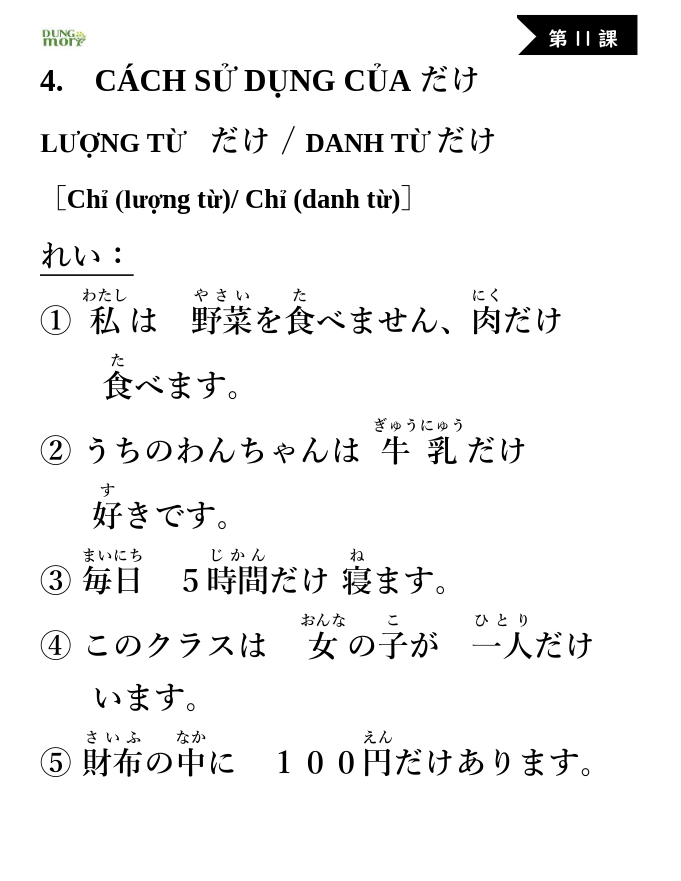 DUNG
mori
第 11 課
4. CÁCH SỬ DỤNG CỦA だけ
LƯỢNG TỪ だけ / DANH TỪ だけ
［Chỉ (lượng từ)/ Chỉ (danh từ)］
れい：
わたし やさい た にく
① 私は 野菜を食べません、肉だけ
た
食べます。
ぎゅうにゅう
② うちのわんちゃんは 牛乳だけ
す
好きです。
まいにち じかん ね
③ 毎日 ５時間だけ 寝ます。
おんな こ ひとり
④ このクラスは 女の子が 一人だけ
います。
さいふ なか えん
⑤ 財布の中に １００円だけあります。